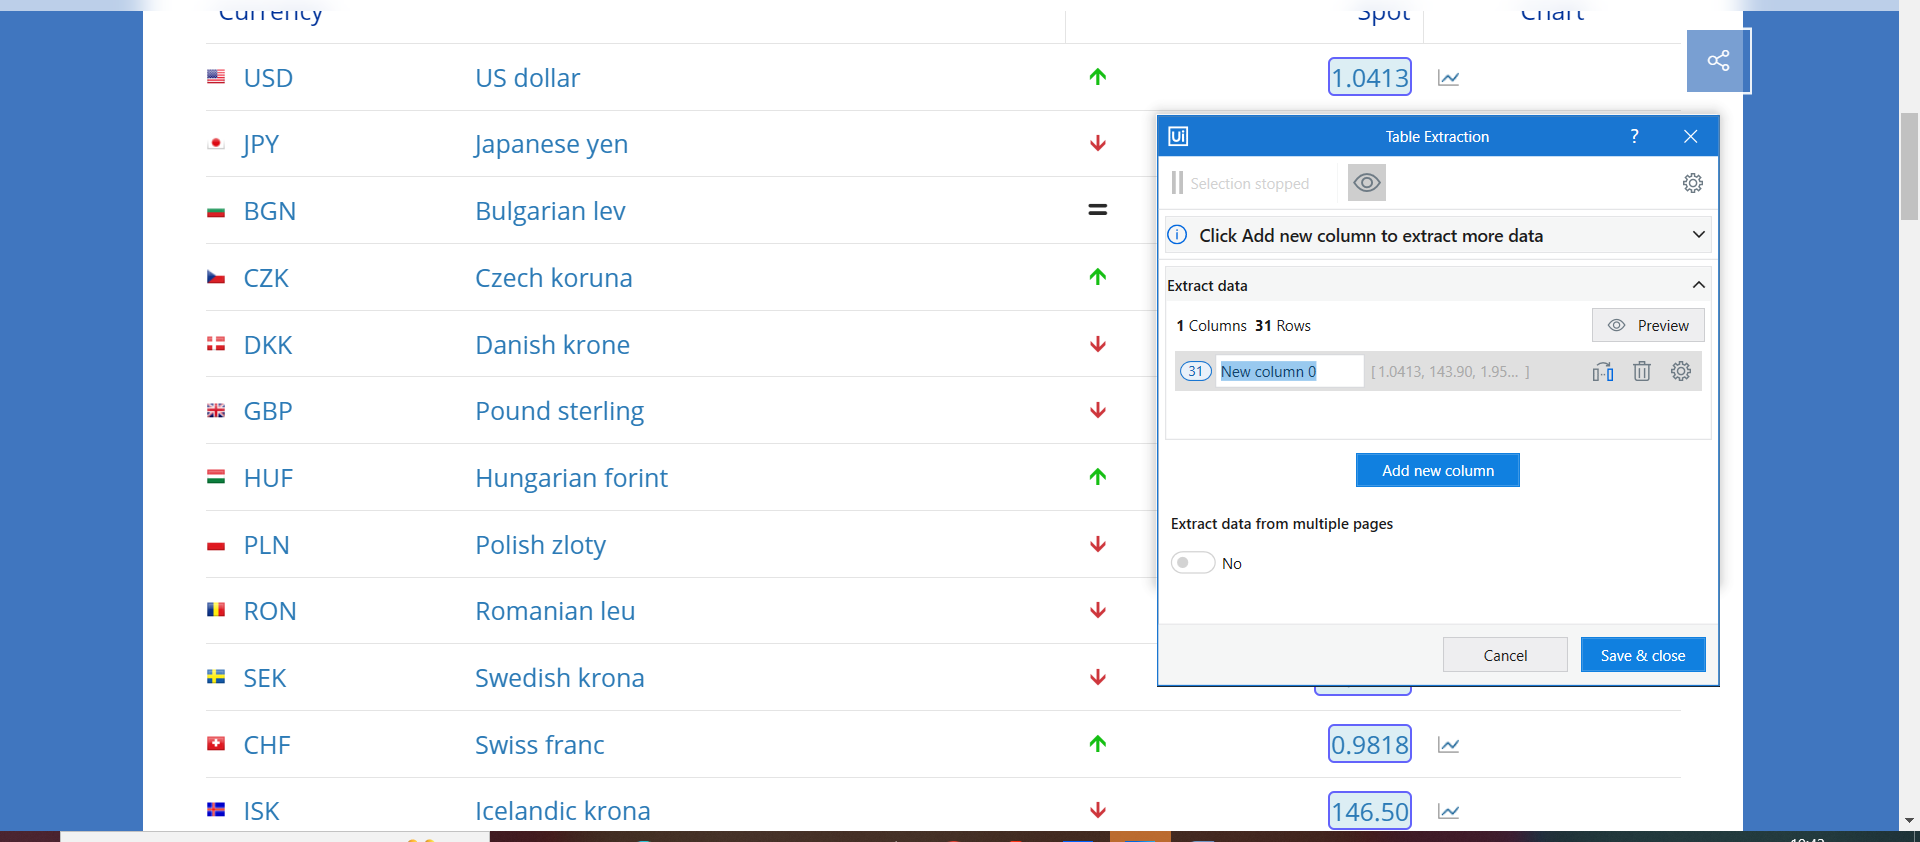 Currency Spot Chart
USD US dollar 1.0413
JPY Japanese yen
BGN Bulgarian lev =
CZK Czech koruna
DKK Danish krone
GBP Pound sterling
HUF Hungarian forint
PLN Polish zloty
RON Romanian leu
SEK Swedish krona
CHF Swiss franc 0.9818
ISK Icelandic krona 146.50
Ui Table Extraction ?
Selection stopped
Click Add new column to extract more data
Extract data
1 Columns 31 Rows Preview
31 New column 0 [ 1.0413, 143.90, 1.95... ]
Add new column
Extract data from multiple pages
No
Cancel Save & close